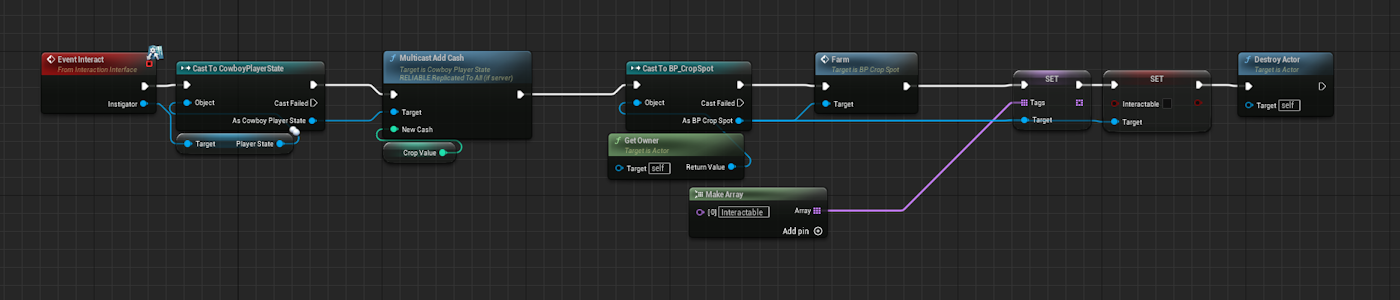 Event Interact
From Interaction Interface
Instigator
Cast To CowboyPlayerState
Object
Cast Failed
As Cowboy Player State
Target
Player State
Multicast Add Cash
Target is Cowboy Player State
RELIABLE Replicated To All (if server)
Target
New Cash
Crop Value
Cast To BP_CropSpot
Object
Cast Failed
As BP Crop Spot
Get Owner
Target is Actor
Target self
Return Value
Make Array
[0] Interactable
Array
Add pin
Farm
Target is BP Crop Spot
Target
SET
Tags
Target
SET
Interactable
Target
Destroy Actor
Target is Actor
Target self